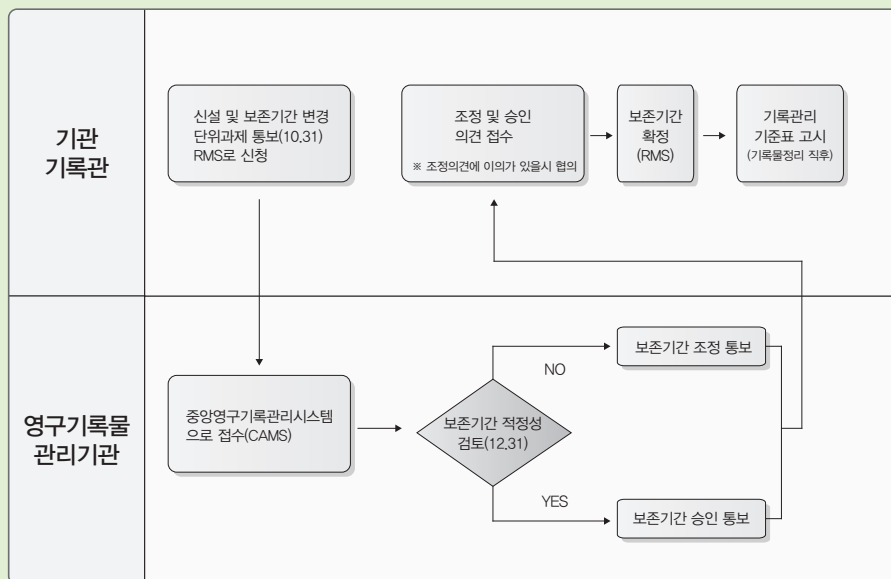 기관
기록관
신설 및 보존기간 변경
단위과제 통보(10.31)
RMS로 신청
조정 및 승인
의견 접수
※ 조정의견에 이의가 있을시 협의
보존기간
확정
(RMS)
기록관리
기준표 고시
(기록물정리 직후)
영구기록물
관리기관
중앙영구기록관리시스템
으로 접수(CAMS)
보존기간 적정성
검토(12.31)
NO
보존기간 조정 통보
YES
보존기간 승인 통보